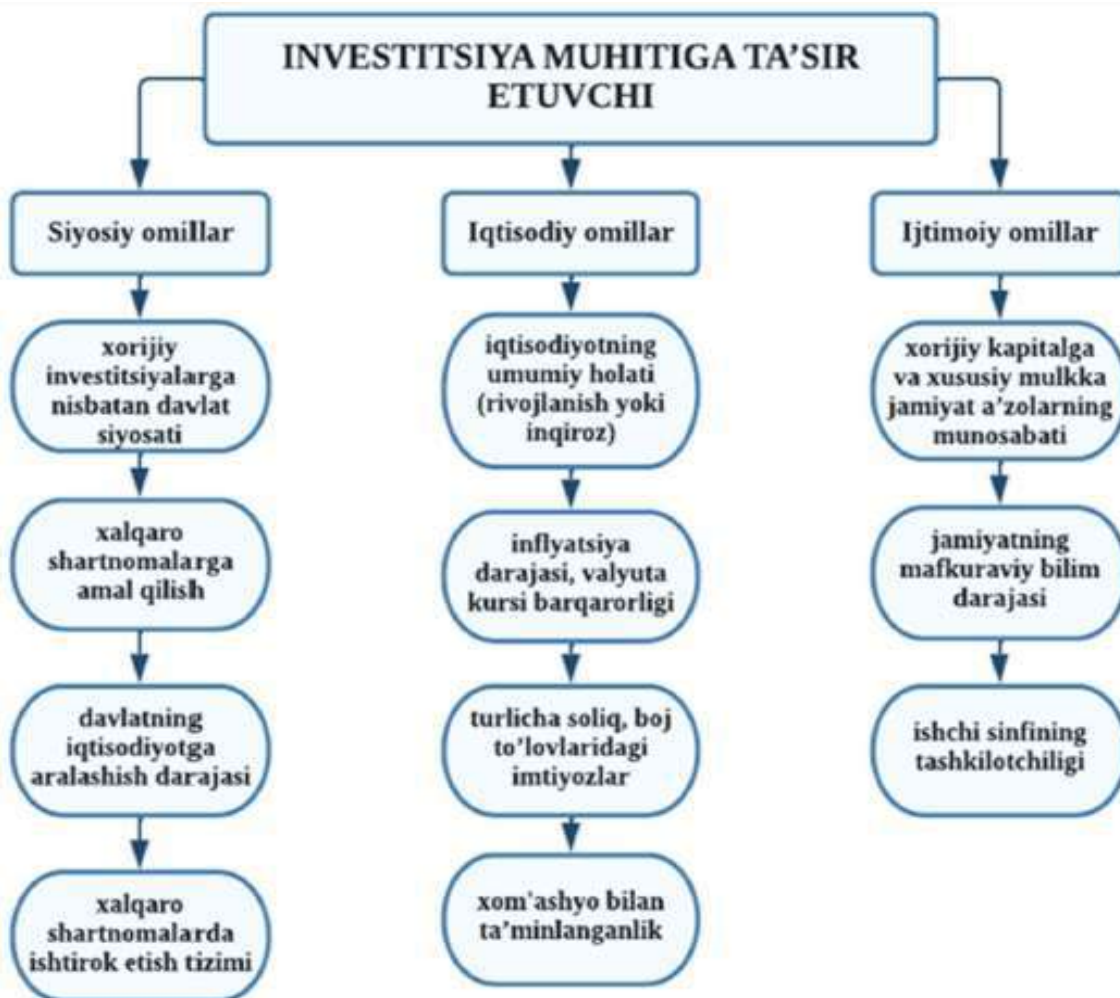 INVESTITSIYA MUHITIGA TA’SIR
ETUVCHI
Siyosiy omillar
xorijiy
investitsiyalarga
nisbatan davlat
siyosati
xalqaro
shartnomalarga
amal qilish
davlatning
iqtisodiyotga
aralashish darajasi
xalqaro
shartnomalarda
ishtirok etish tizimi
Iqtisodiy omillar
iqtisodiyotning
umumiy holati
(rivojlanish yoki
inqiroz)
inflyatsiya
darajasi, valyuta
kursi barqarorligi
turlicha soliq, boj
to’lovlaridagi
imtiyozlar
xom'ashyo bilan
ta’minlanganlik
Ijtimoiy omillar
xorijiy kapitalga
va xususiy mulkka
jamiyat a’zolarning
munosabati
jamiyatning
mafkuraviy bilim
darajasi
ishchi sinfining
tashkilotchiligi